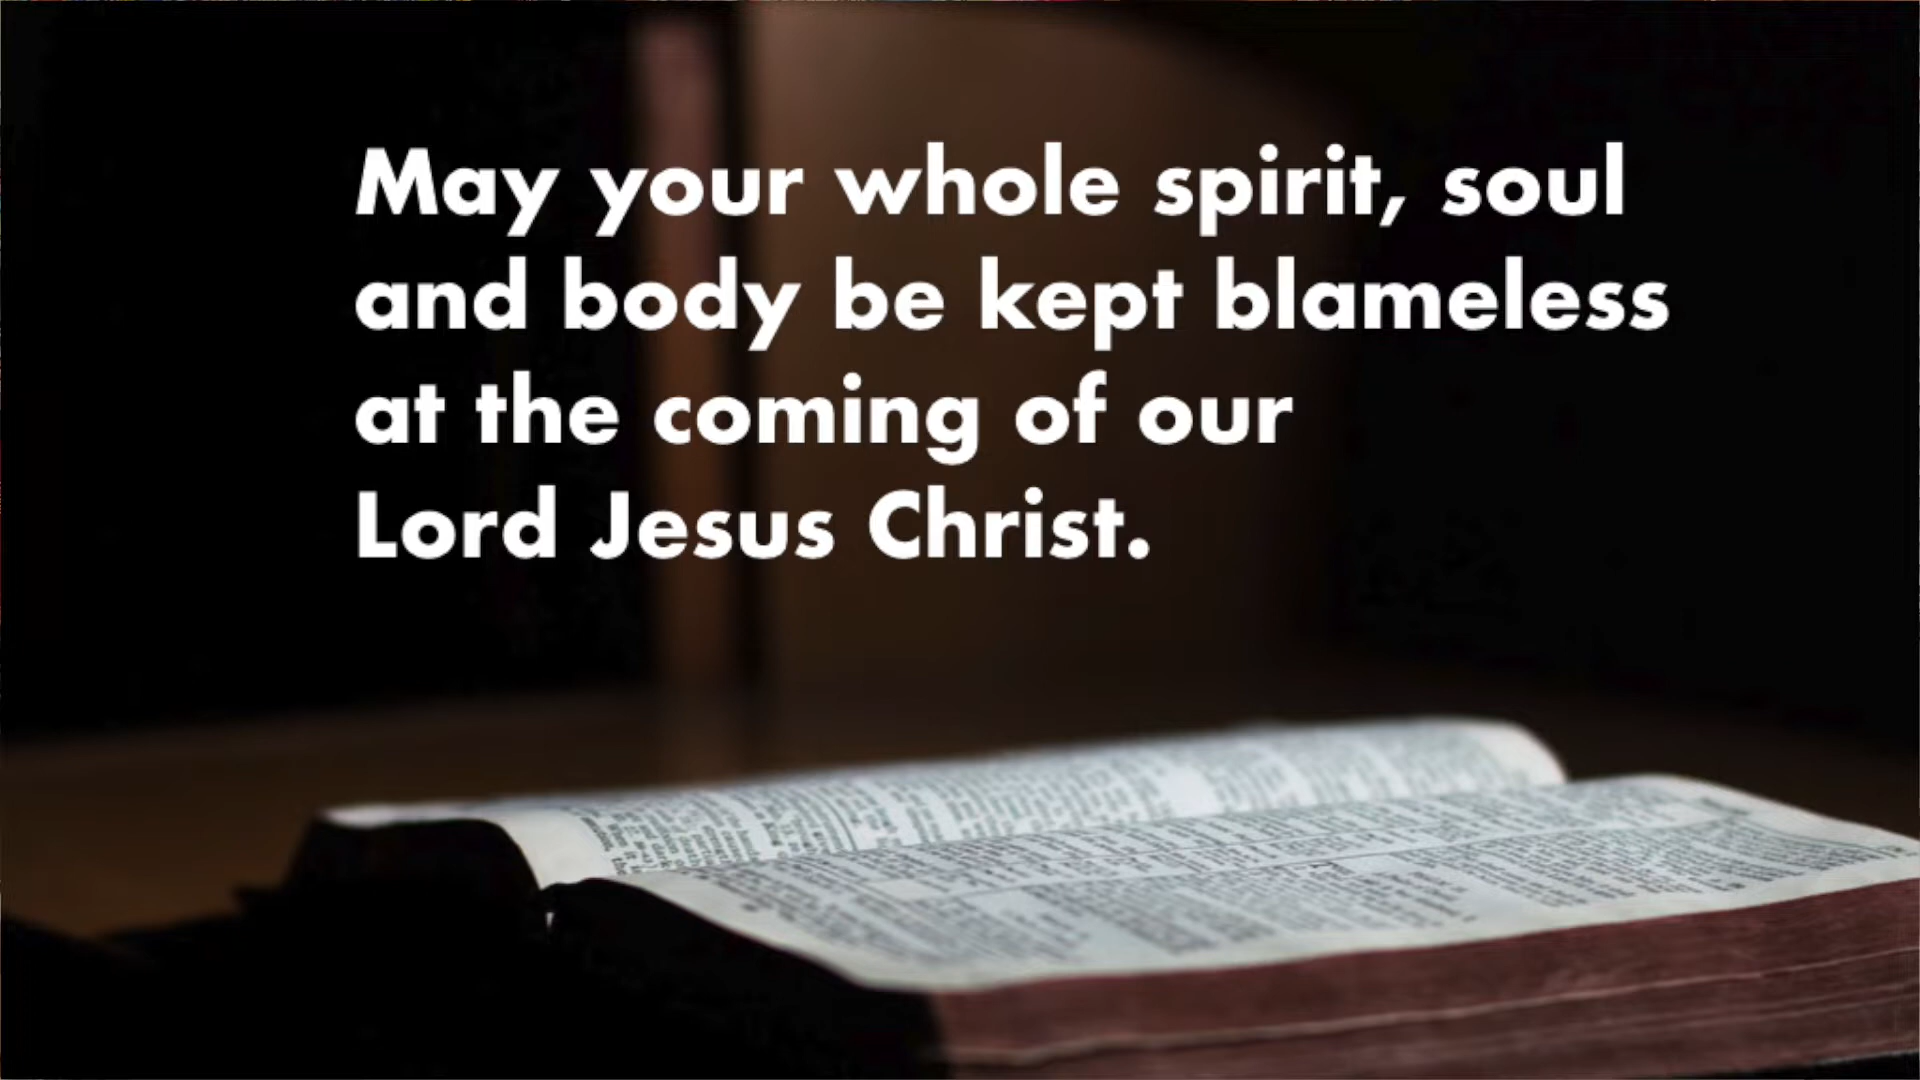 May your whole spirit, soul
and body be kept blameless
at the coming of our
Lord Jesus Christ.